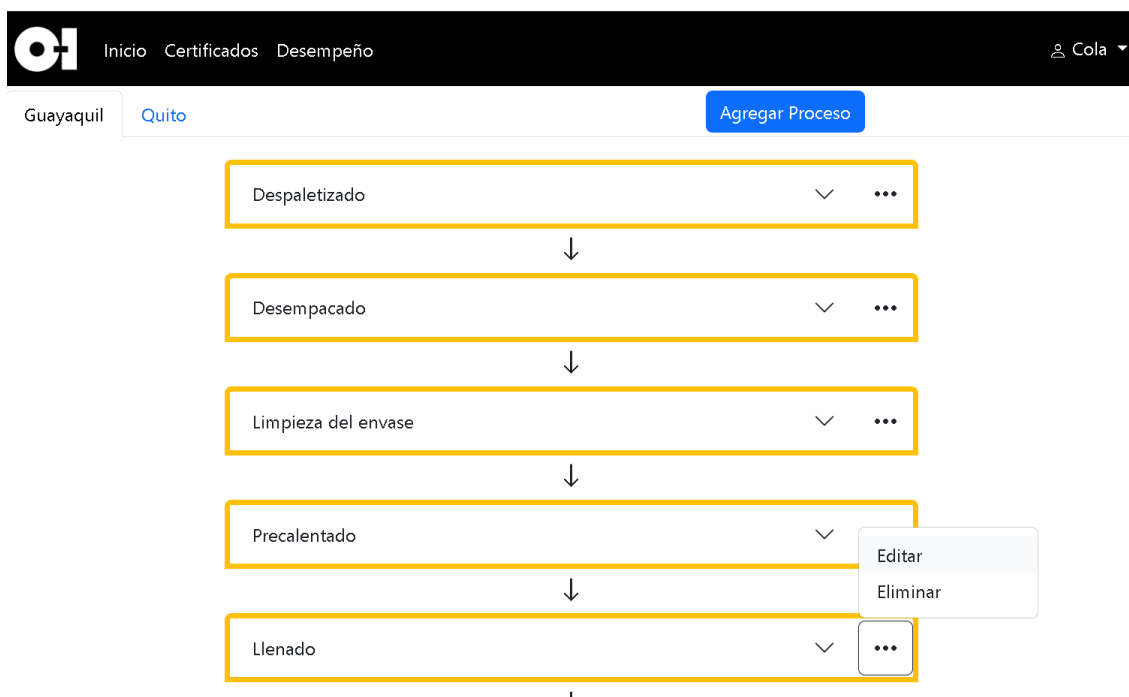 O-I Inicio Certificados Desempeño Cola
Guayaquil Quito Agregar Proceso
Despaletizado
Desempacado
Limpieza del envase
Precalentado
Editar
Eliminar
Llenado